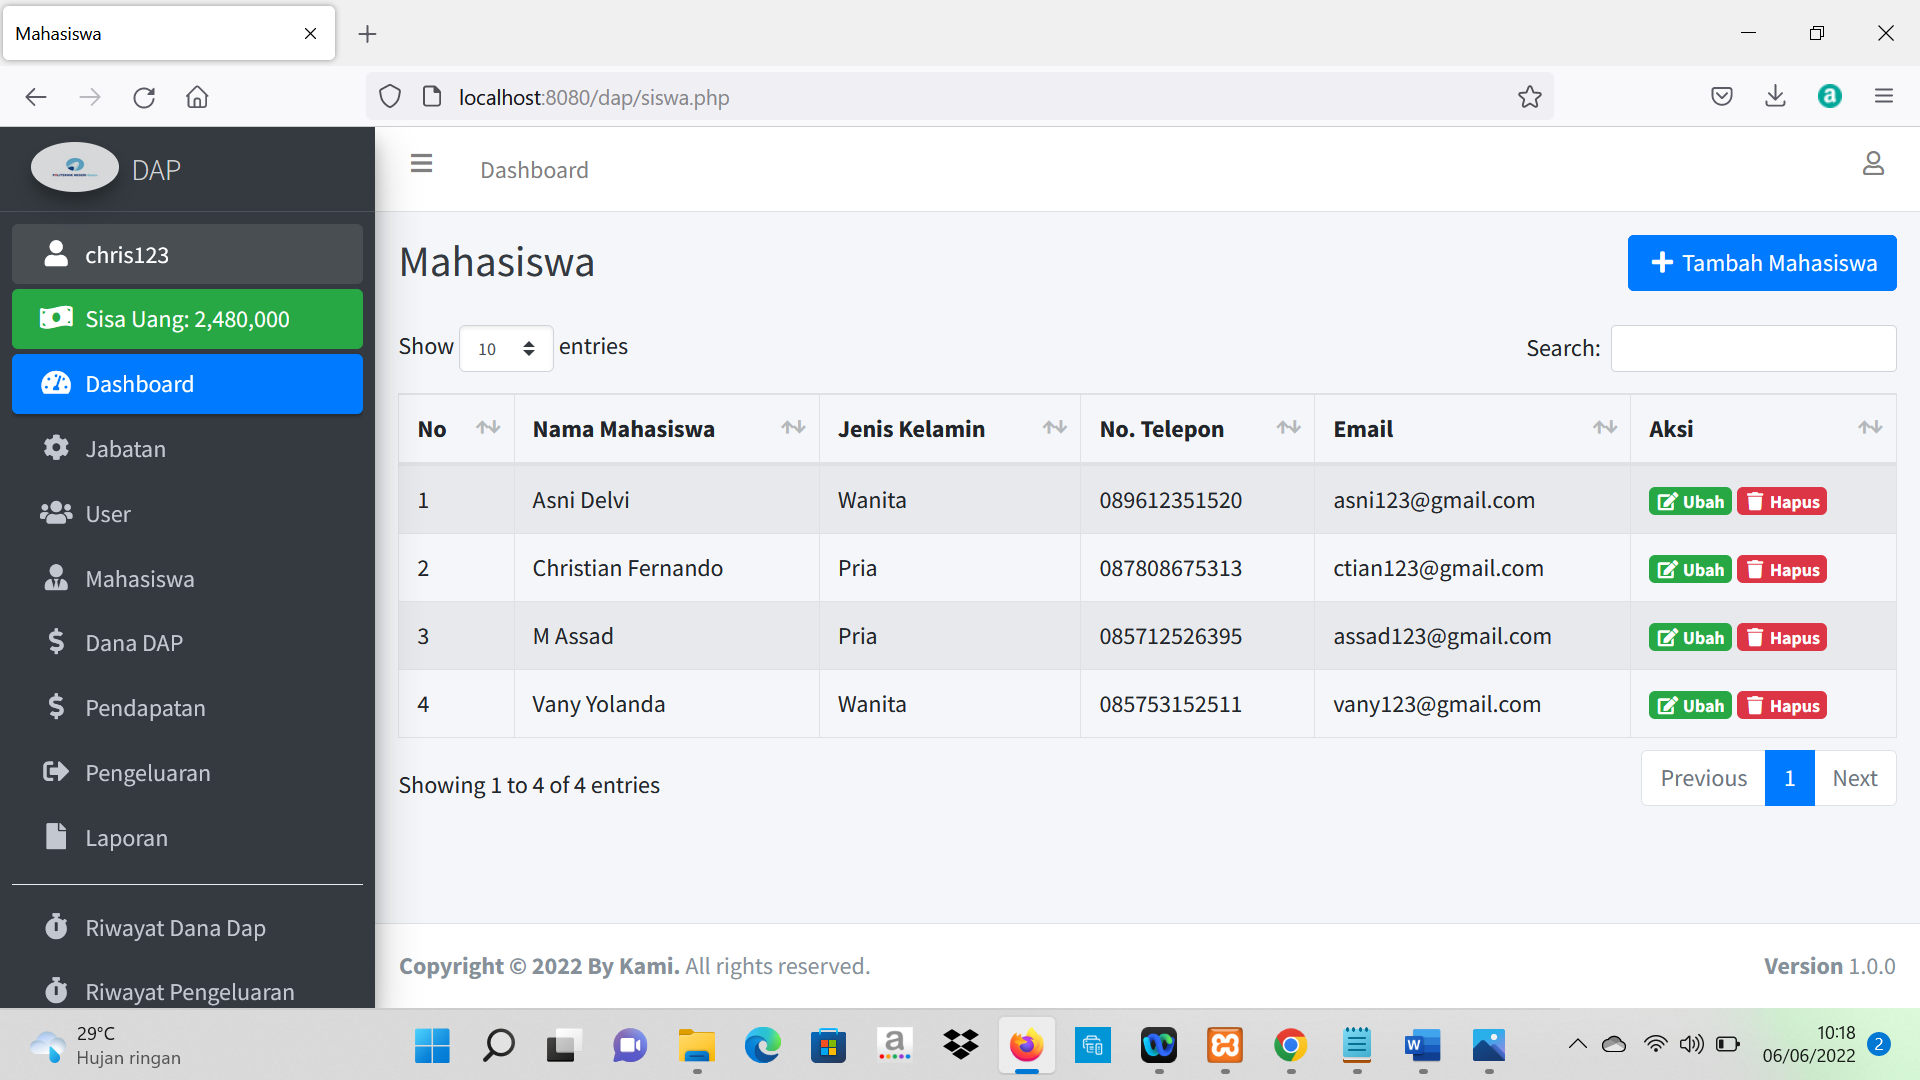 Mahasiswa
localhost:8080/dap/siswa.php
DAP
Dashboard
chris123
Sisa Uang: 2,480,000
Dashboard
Jabatan
User
Mahasiswa
Dana DAP
Pendapatan
Pengeluaran
Laporan
Riwayat Dana Dap
Riwayat Pengeluaran
Mahasiswa
Tambah Mahasiswa
Show 10 entries
Search:
No Nama Mahasiswa Jenis Kelamin No. Telepon Email Aksi
1 Asni Delvi Wanita 089612351520 asni123@gmail.com Ubah Hapus
2 Christian Fernando Pria 087808675313 ctian123@gmail.com Ubah Hapus
3 M Assad Pria 085712526395 assad123@gmail.com Ubah Hapus
4 Vany Yolanda Wanita 085753152511 vany123@gmail.com Ubah Hapus
Showing 1 to 4 of 4 entries
Previous 1 Next
Copyright © 2022 By Kami. All rights reserved.
Version 1.0.0
29°C
Hujan ringan
10:18
06/06/2022
2